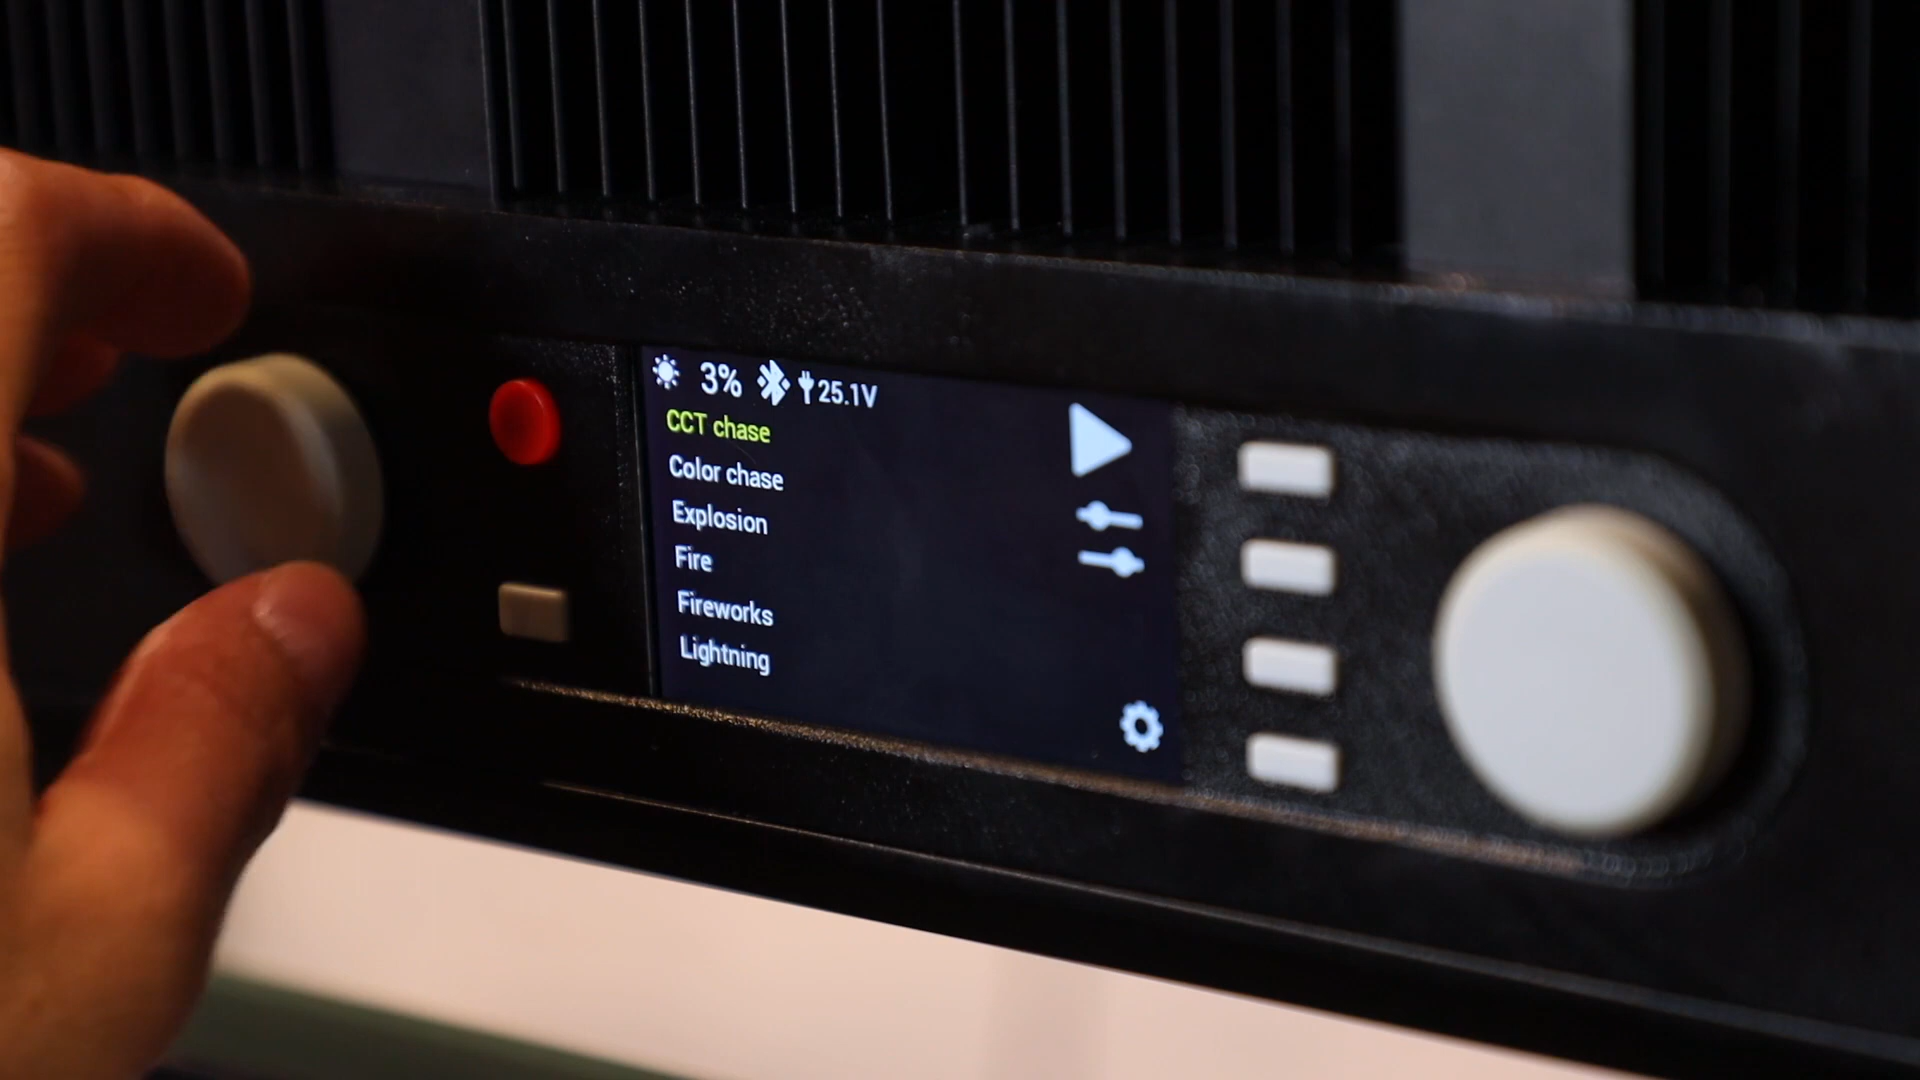 3% 25.1V
CCT chase
Color chase
Explosion
Fire
Fireworks
Lightning